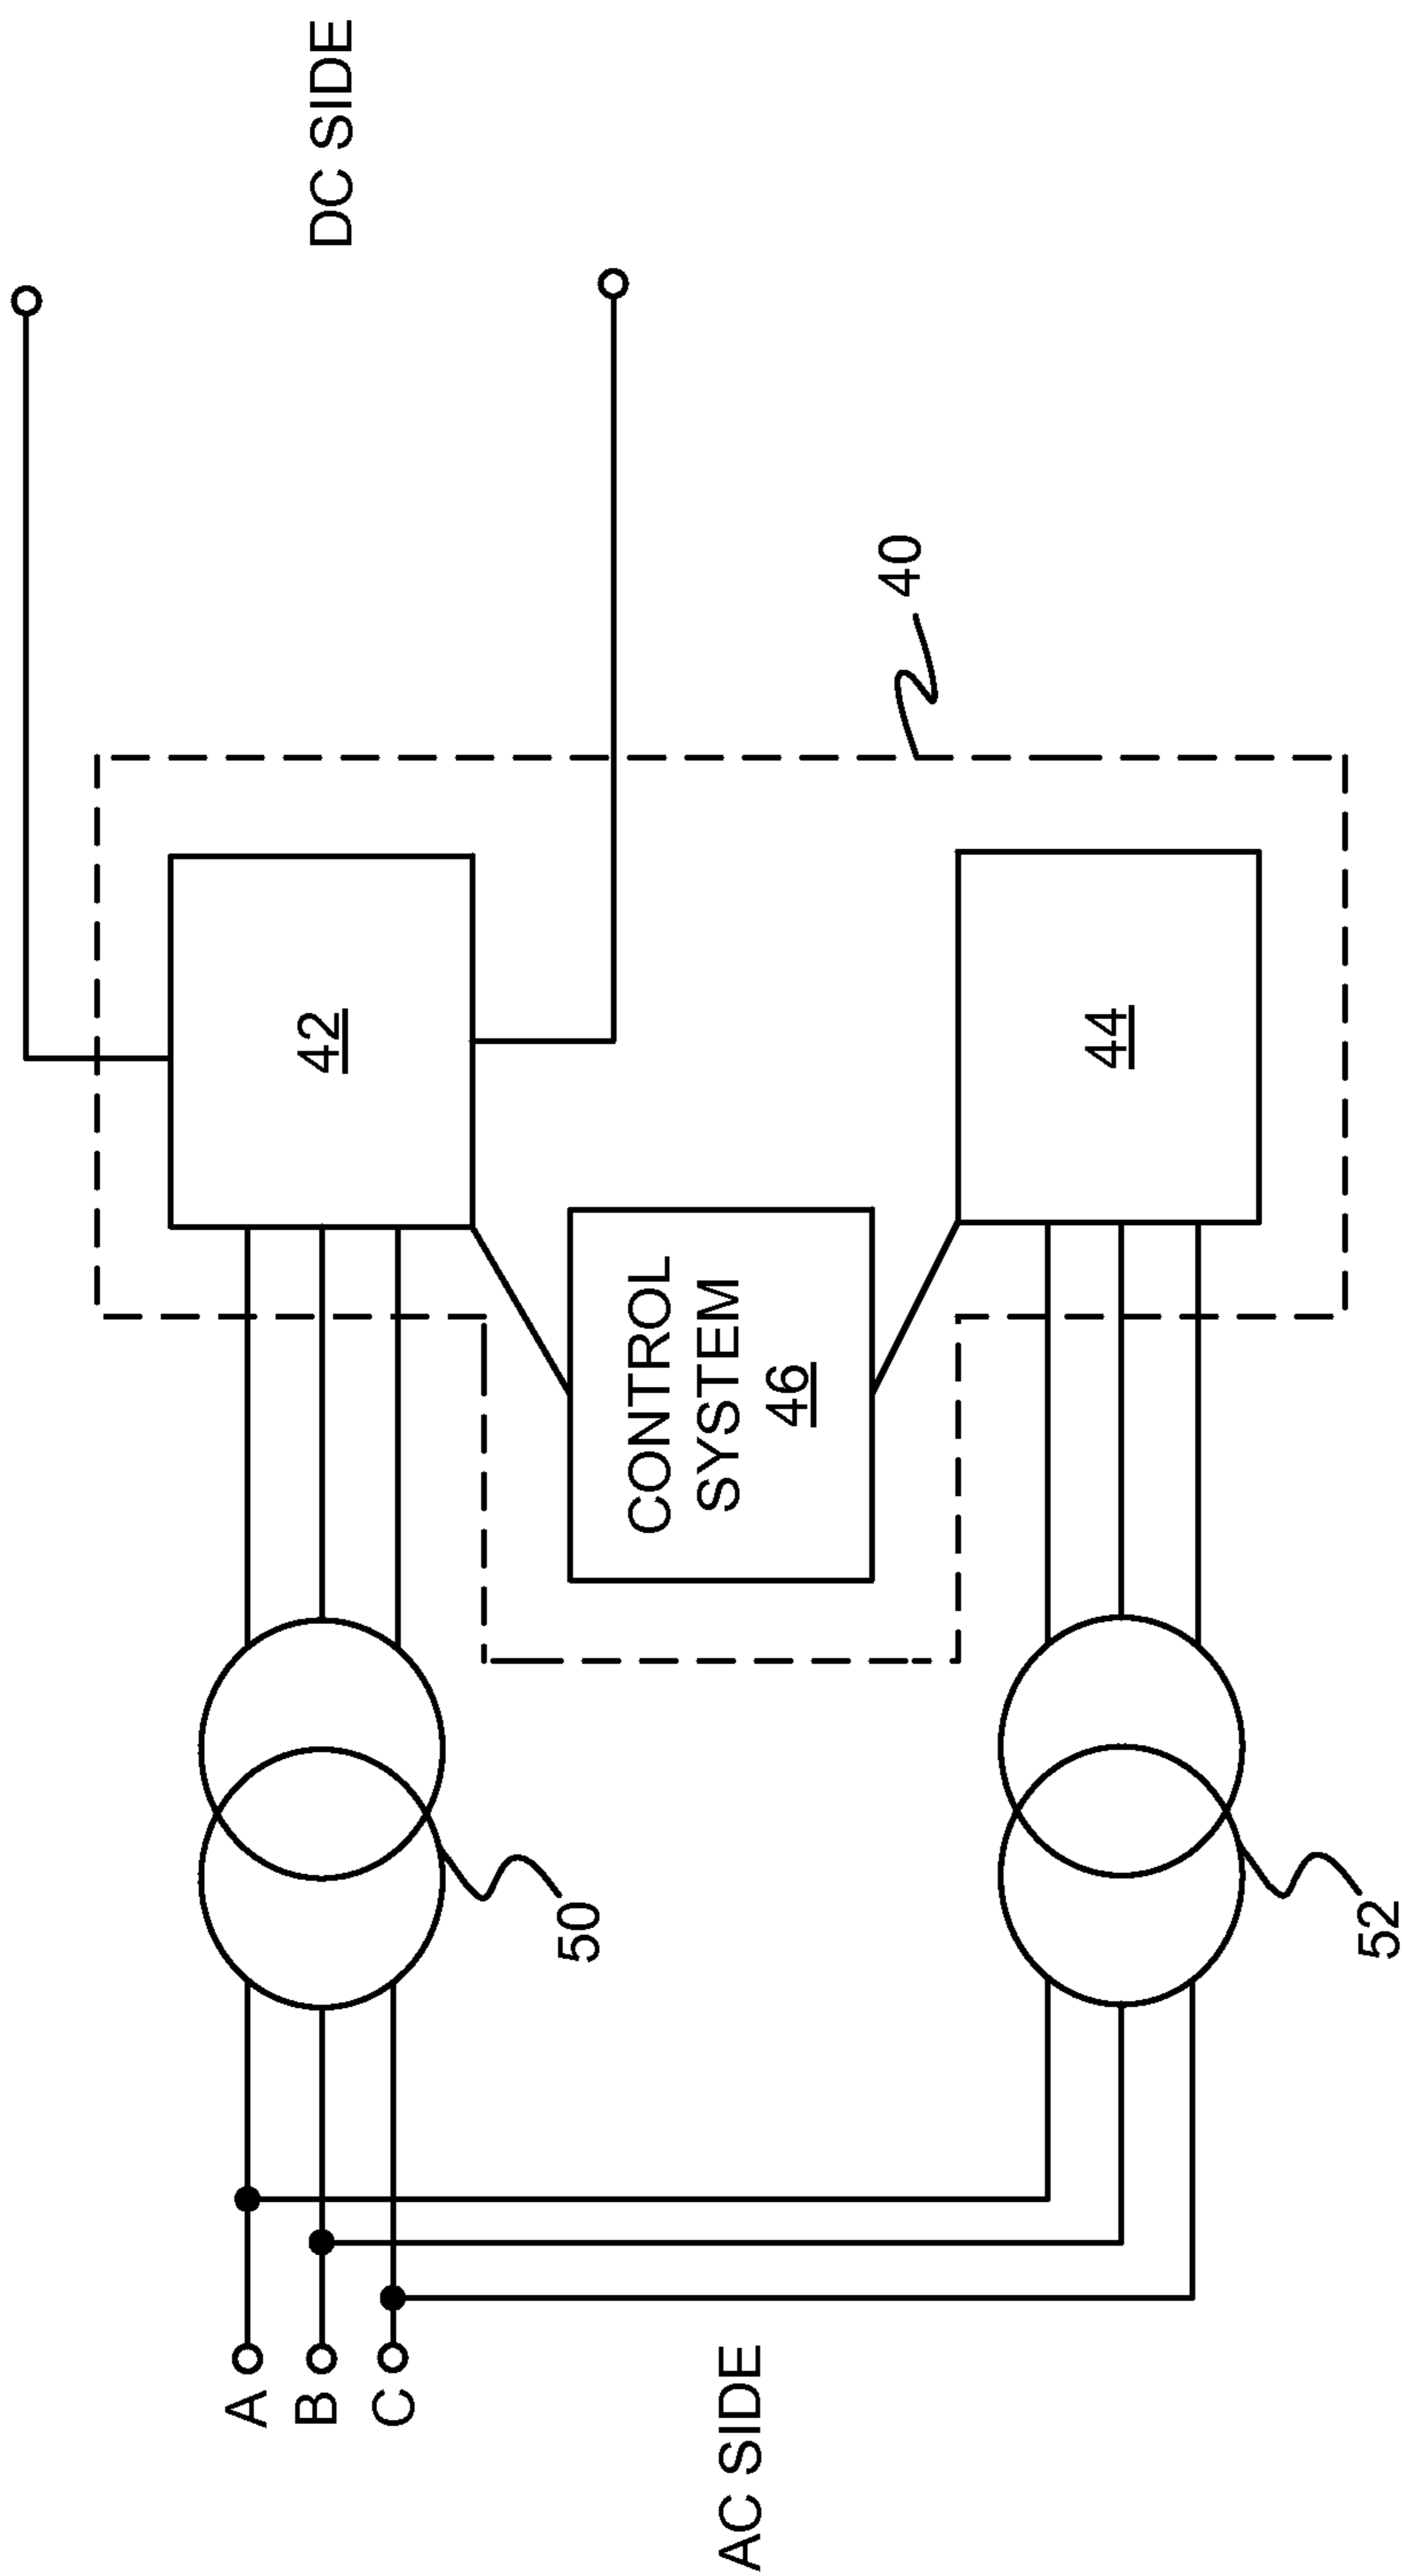 DC SIDE
40
42
44
CONTROL
SYSTEM
46
50
52
A
B
C
AC SIDE